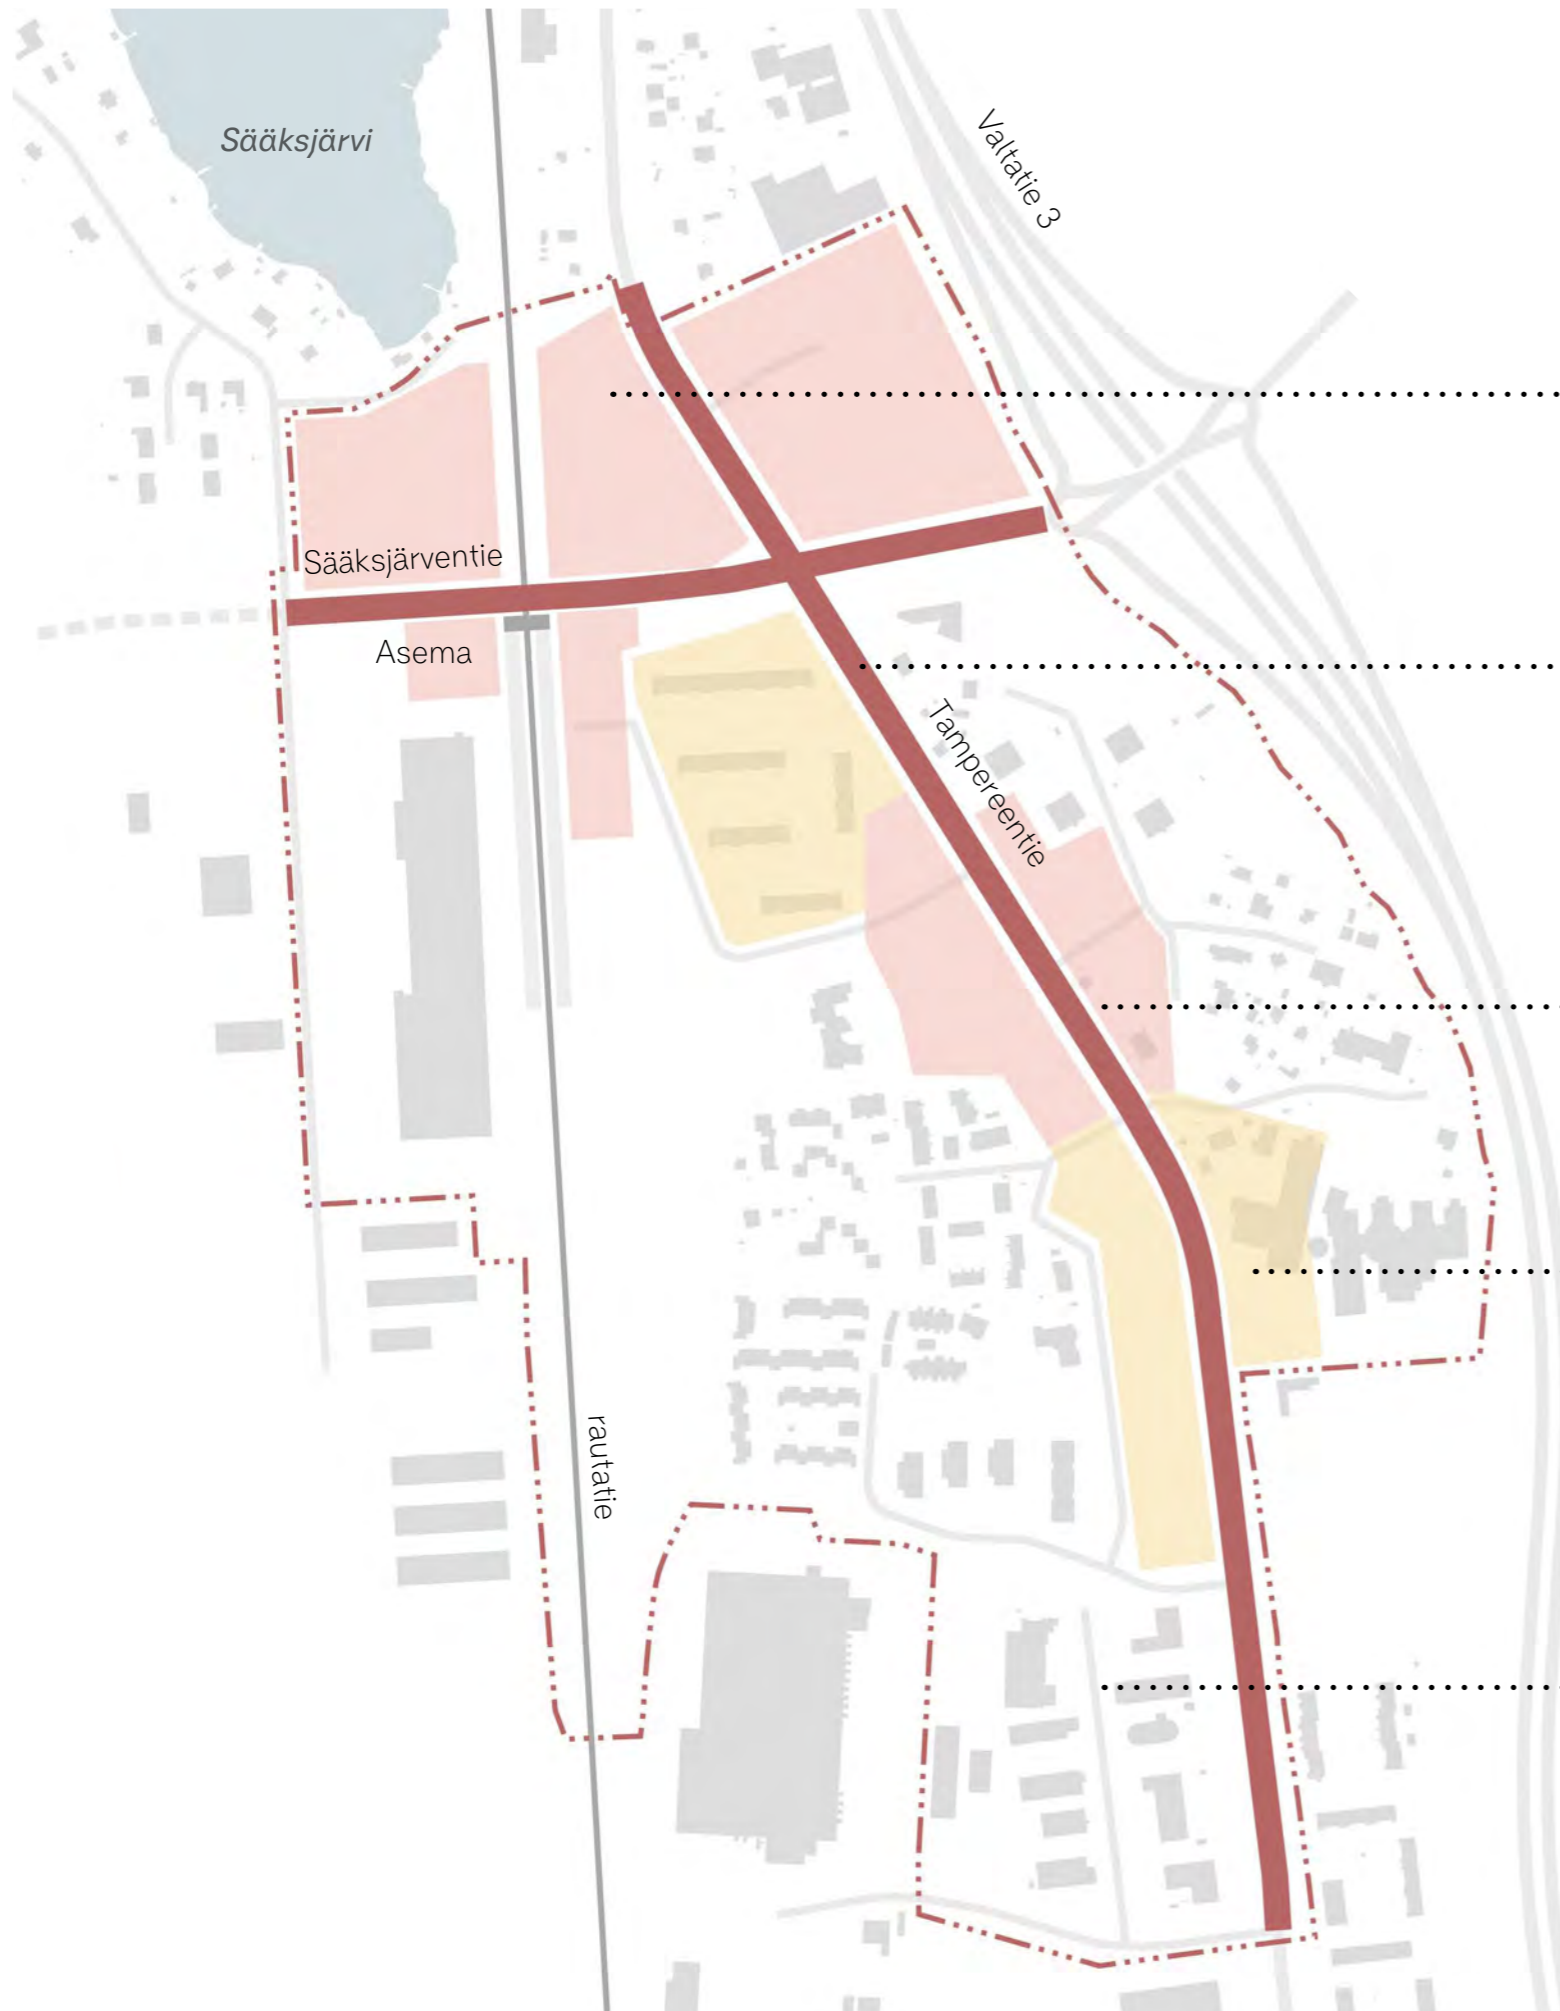 Sääksjärvi
Valtatie 3
Sääksjärventie
Asema
Tampereentie
rautatie